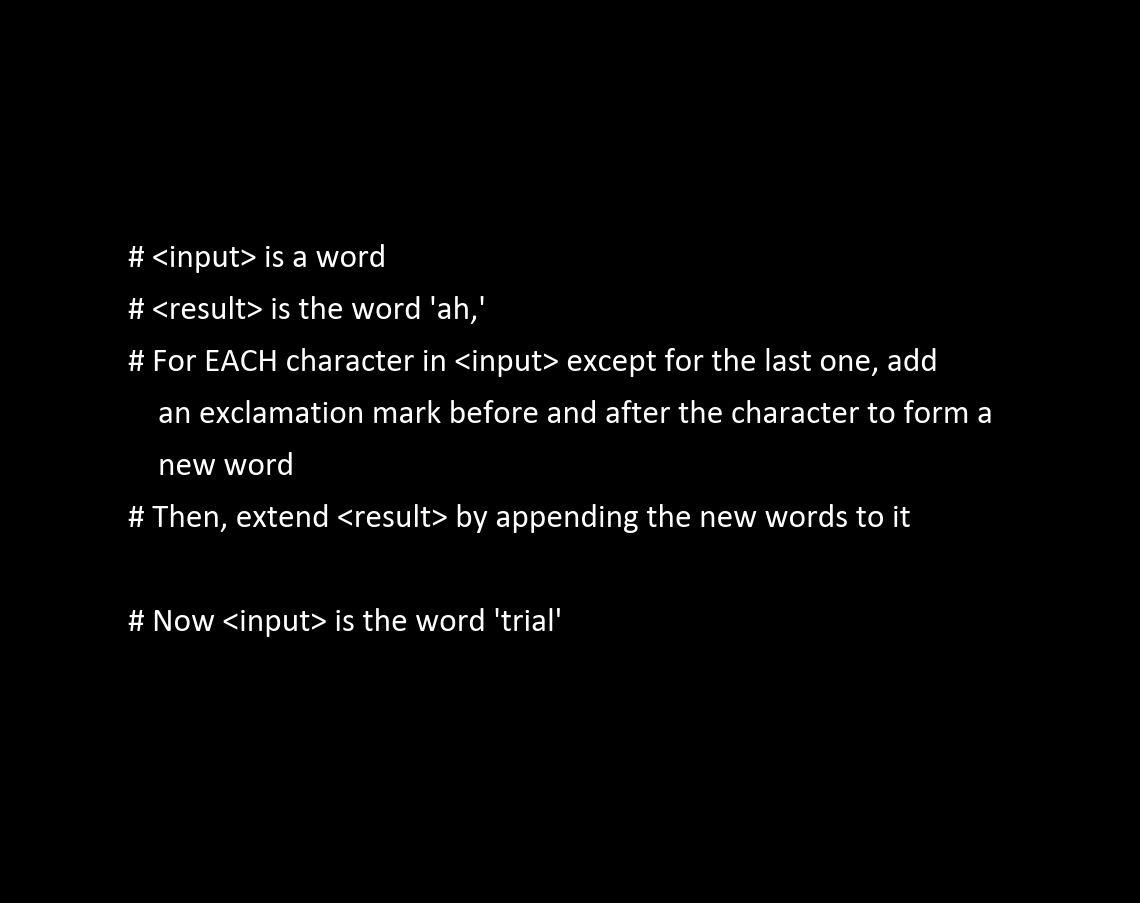 # <input> is a word
# <result> is the word 'ah,'
# For EACH character in <input> except for the last one, add
an exclamation mark before and after the character to form a
new word
# Then, extend <result> by appending the new words to it
# Now <input> is the word 'trial'